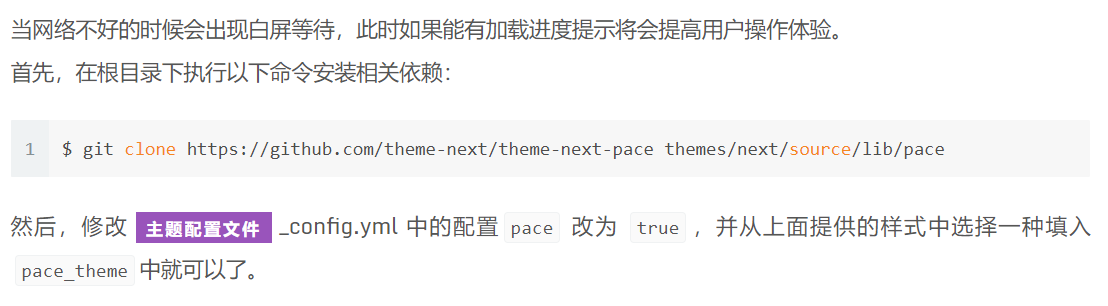 当网络不好的时候会出现白屏等待，此时如果能有加载进度提示将会提高用户操作体验。
首先，在根目录下执行以下命令安装相关依赖：
1 $ git clone https://github.com/theme-next/theme-next-pace themes/next/source/lib/pace
然后，修改 主题配置文件 _config.yml 中的配置 pace 改为 true ，并从上面提供的样式中选择一种填入
pace_theme 中就可以了。